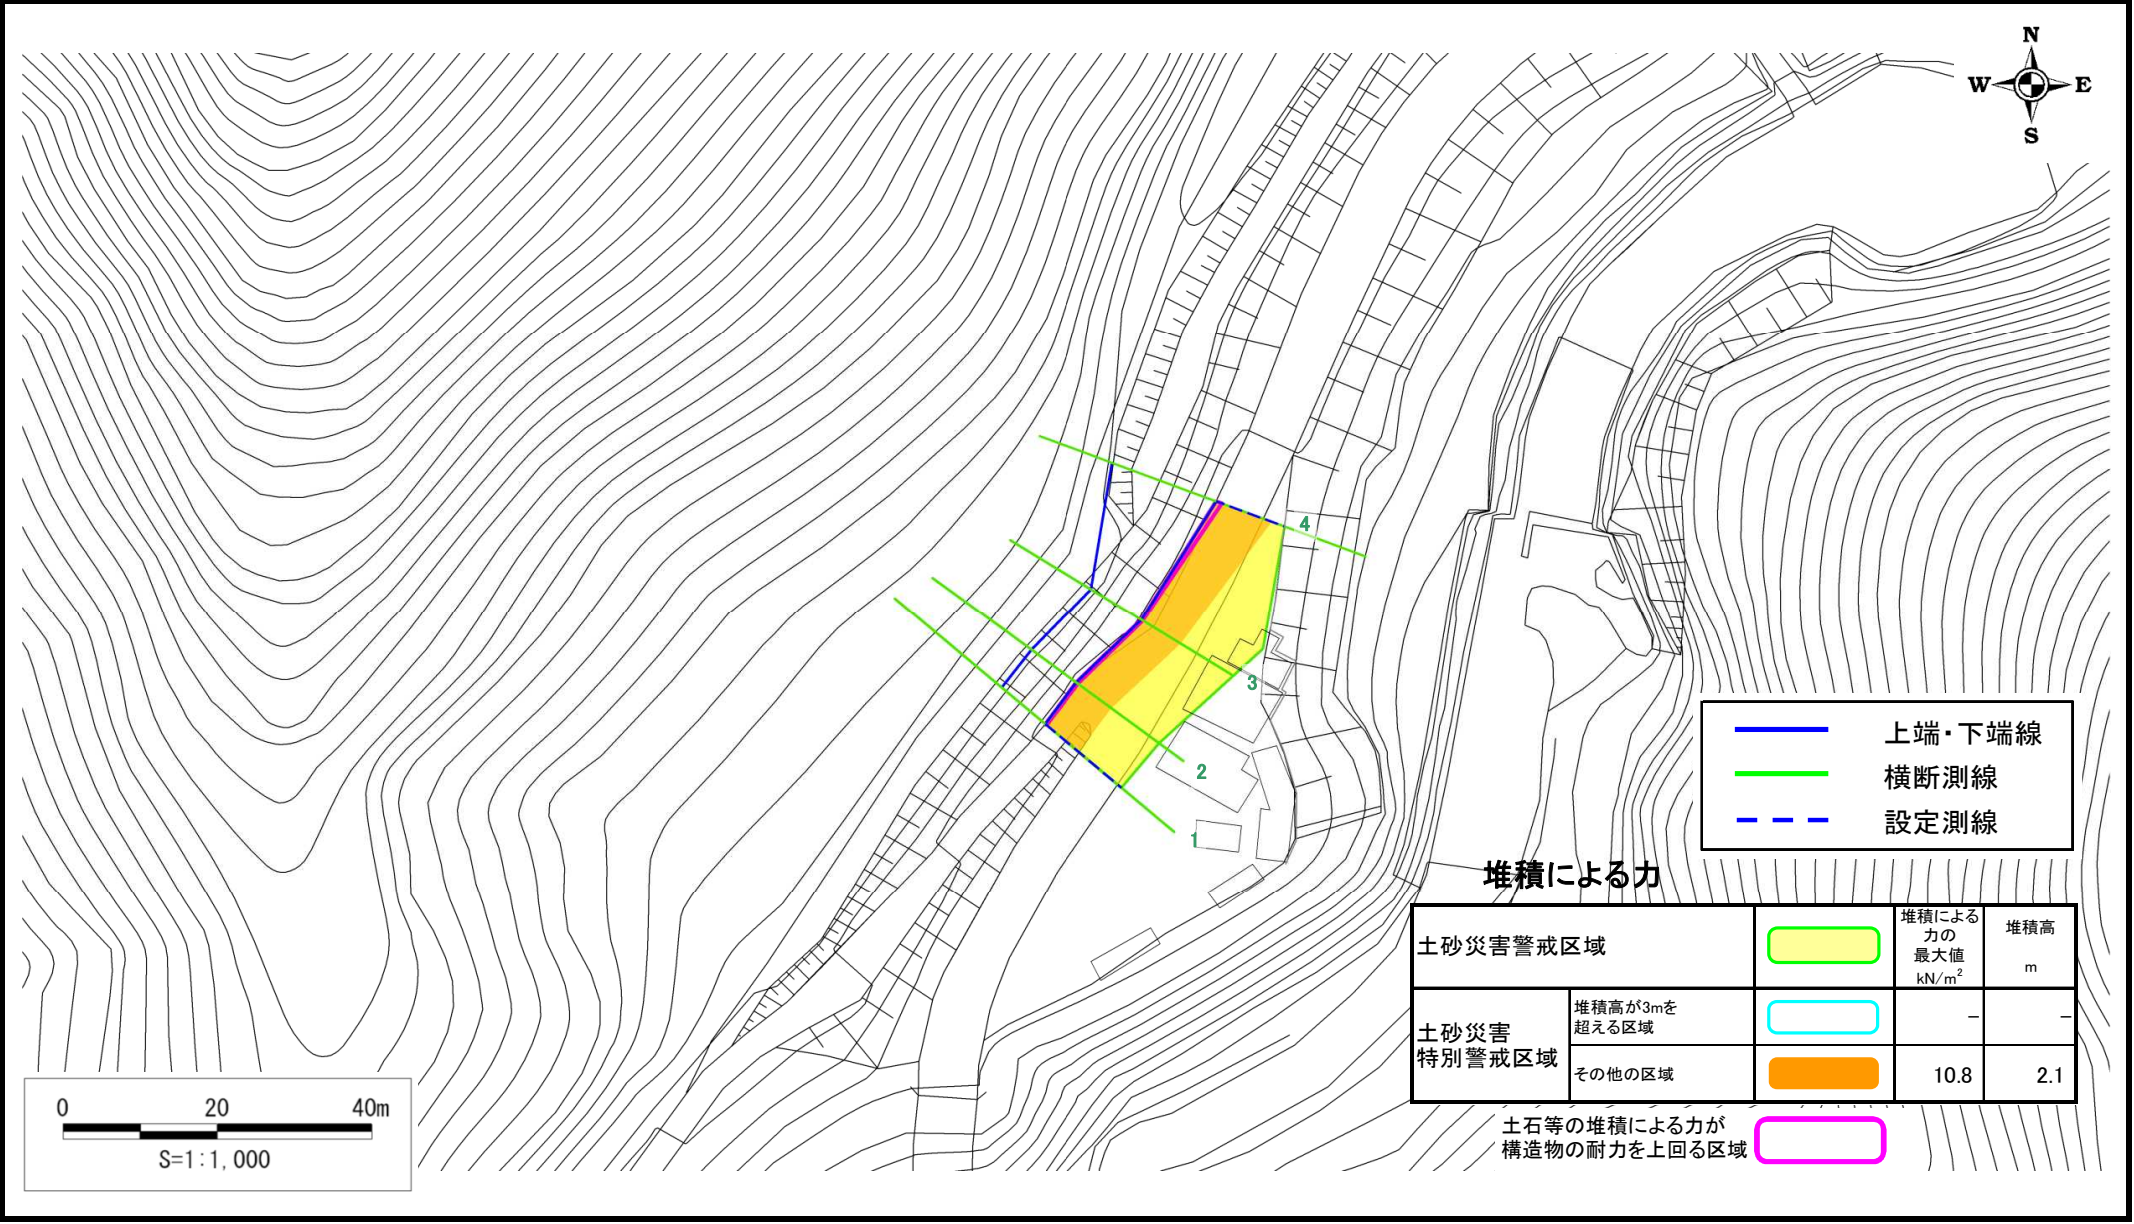 N
W E
S
4
3
2
1
上端・下端線
横断測線
設定測線
堆積による力
土砂災害警戒区域
堆積による
力の
最大値
kN/m²
堆積高
m
土砂災害
特別警戒区域
堆積高が3mを
超える区域
－ －
その他の区域
10.8 2.1
土石等の堆積による力が
構造物の耐力を上回る区域
0 20 40m
S=1:1,000